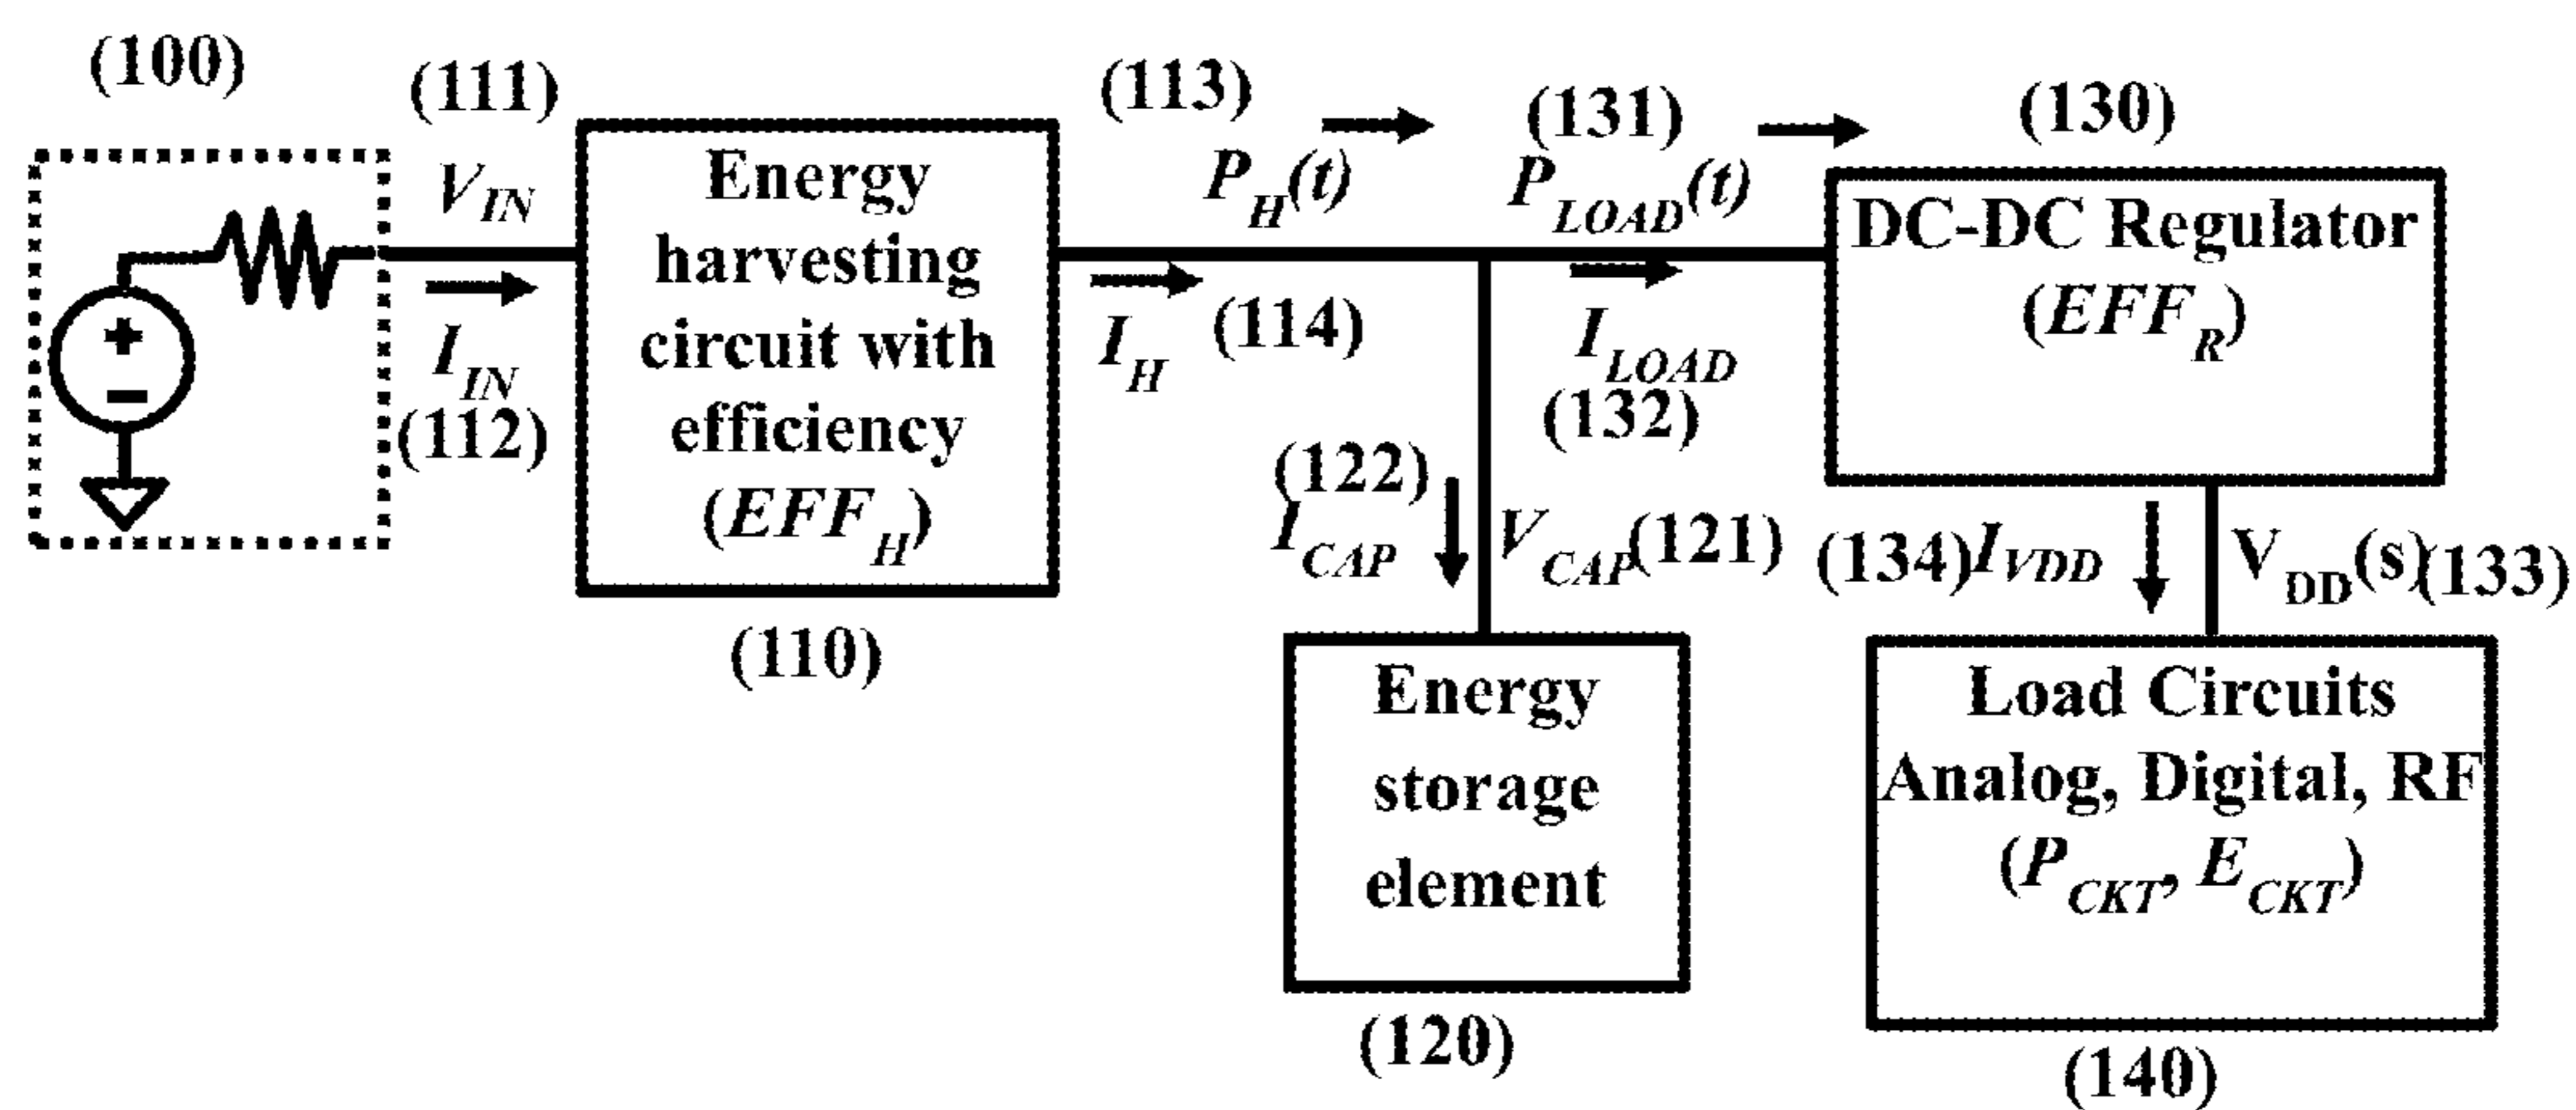 (100)
(111)
V_IN
I_IN
(112)
Energy
harvesting
circuit with
efficiency
(EFF_H)
(110)
(113)
P_H(t)
I_H
(114)
(131)
P_LOAD(t)
I_LOAD
(132)
(122)
I_CAP
V_CAP(121)
Energy
storage
element
(120)
(130)
DC-DC Regulator
(EFF_R)
(134)I_VDD
V_DD(s)(133)
Load Circuits
Analog, Digital, RF
(P_CKT, E_CKT)
(140)
+
−